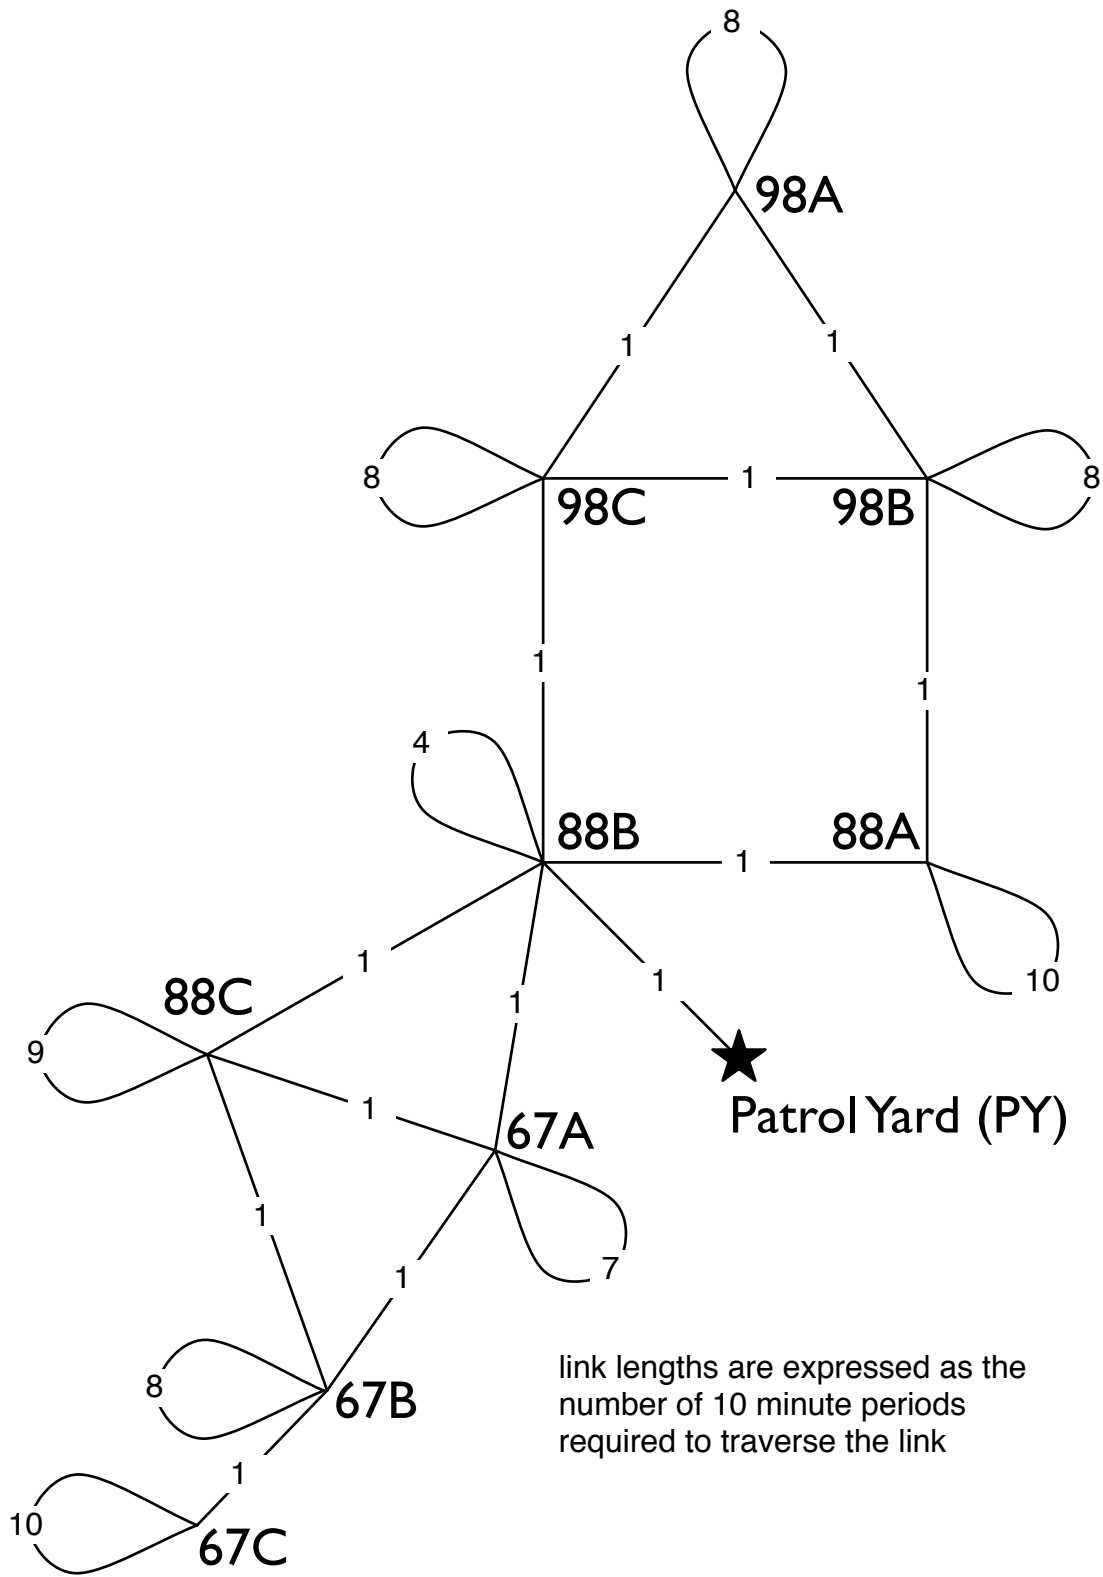 8
98A
1
1
8
1
8
98C
98B
1
1
4
88B
88A
1
1
88C
1
1
10
9
1
67A
Patrol Yard (PY)
1
1
7
8
67B
link lengths are expressed as the
number of 10 minute periods
required to traverse the link
1
10
67C